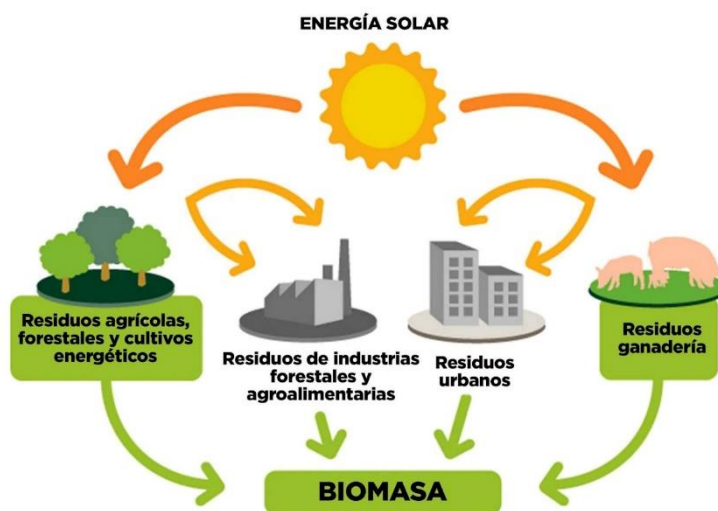 ENERGÍA SOLAR
Residuos agrícolas,
forestales y cultivos
energéticos
Residuos de industrias
forestales y
agroalimentarias
Residuos
urbanos
Residuos
ganadería
BIOMASA